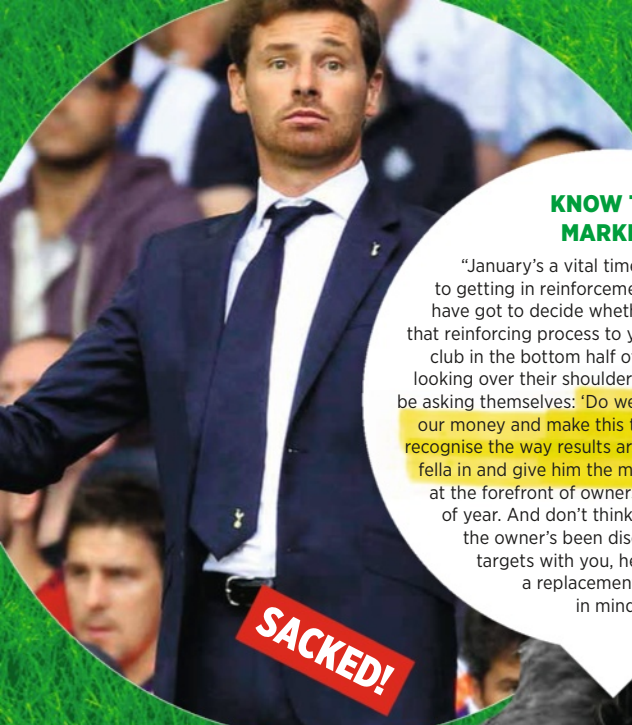 KNOW
MARK
“January’s a vital time
to getting in reinforceme
have got to decide wheth
that reinforcing process to y
club in the bottom half o
looking over their shoulder
be asking themselves: ‘Do we
our money and make this t
recognise the way results ar
fella in and give him the m
at the forefront of owner
of year. And don’t think
the owner’s been disc
targets with you, he
a replacemen
in mind
SACKED!